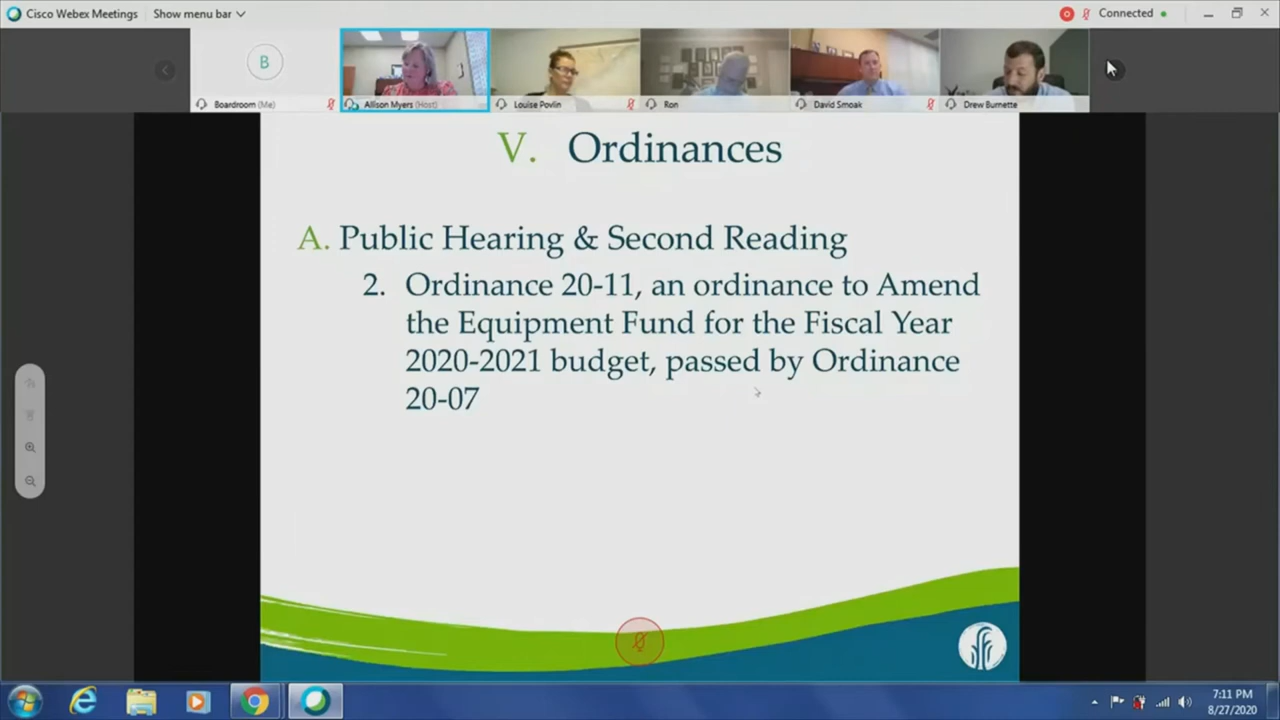 Cisco Webex Meetings Show menu bar
Connected
B
Boardroom (Me)
Allison Myers (Host)
Louise Povlin
Ron
David Smoak
Drew Burnette
V. Ordinances
A. Public Hearing & Second Reading
2. Ordinance 20-11, an ordinance to Amend
the Equipment Fund for the Fiscal Year
2020-2021 budget, passed by Ordinance
20-07
7:11 PM
8/27/2020